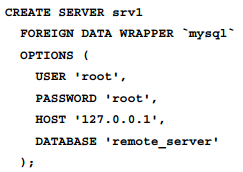 CREATE SERVER srv1
FOREIGN DATA WRAPPER `mysql`
OPTIONS (
USER 'root',
PASSWORD 'root',
HOST '127.0.0.1',
DATABASE 'remote_server'
);